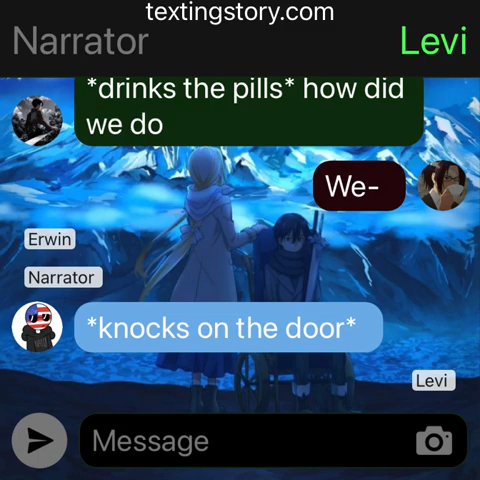 textingstory.com
Narrator
Levi
*drinks the pills* how did
we do
We-
Erwin
Narrator
*knocks on the door*
Levi
Message